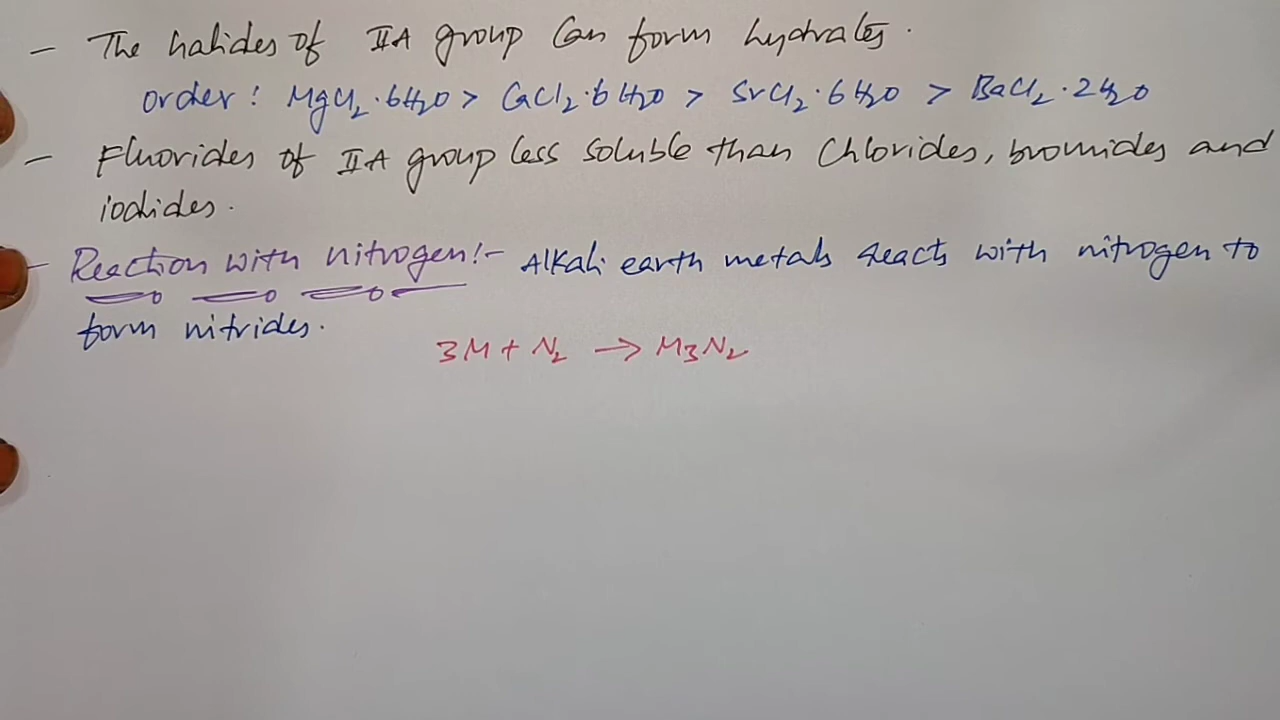 - The halides of IIA group Can form hydrates.
order: MgCl₂·6H₂O > CaCl₂·6H₂O > SrCl₂·6H₂O > BaCl₂·2H₂O
- Fluorides of IIA group less soluble than Chlorides, bromides and
iodides.
- Reaction with nitrogen:- Alkali earth metals reacts with nitrogen to
form nitrides.
3M + N₂ → M₃N₂